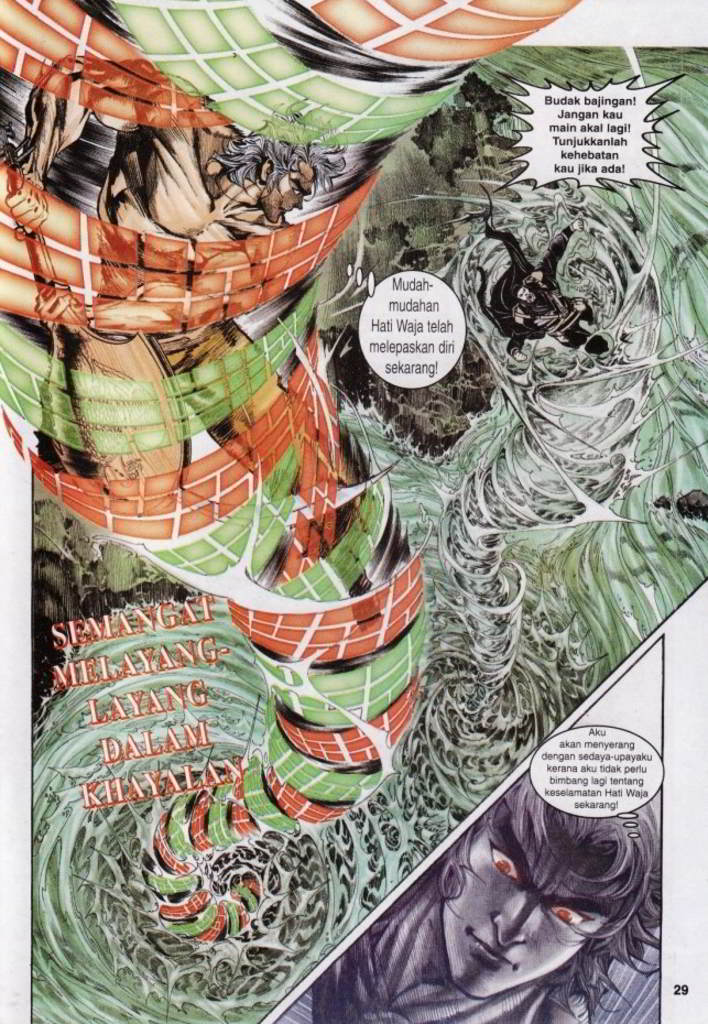 Budak bajingan!
Jangan kau
main akal lagi!
Tunjukkanlah
kehebatan
kau jika ada!
Mudah-
mudahan
Hati Waja telah
melepaskan diri
sekarang!
SEMANGAT
MELAYANG-
LAYANG
DALAM
KHAYALAN
Aku
akan menyerang
dengan sedaya-upayaku
kerana aku tidak perlu
bimbang lagi tentang
keselamatan Hati Waja
sekarang!
29